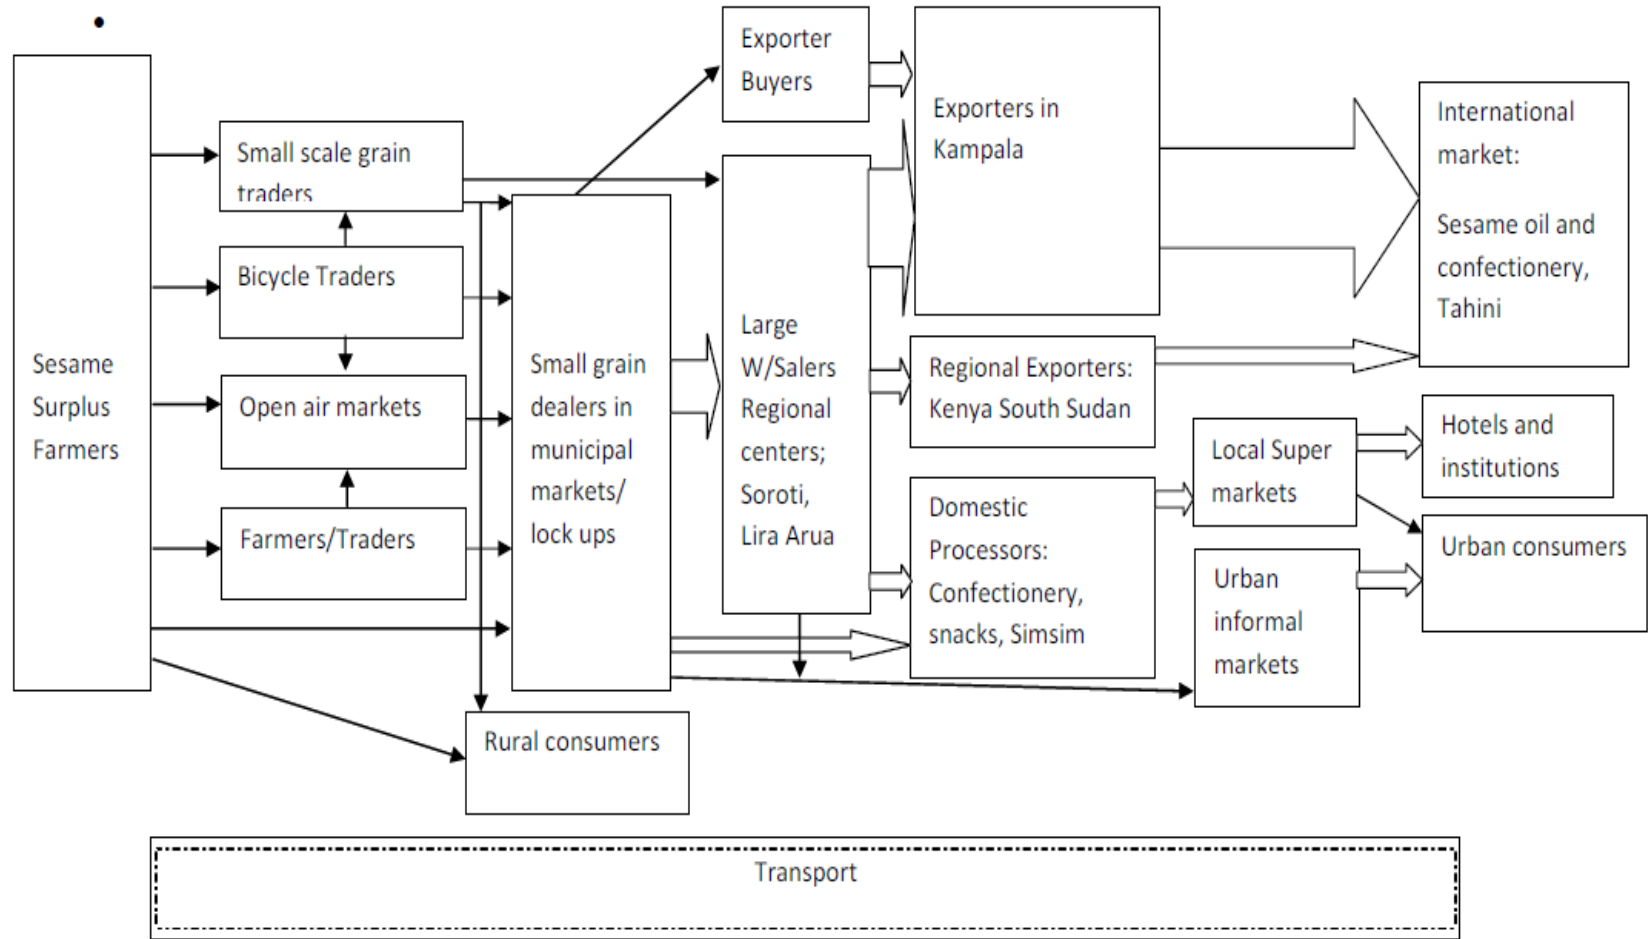 Sesame
Surplus
Farmers
Small scale grain
traders
Bicycle Traders
Open air markets
Farmers/Traders
Rural consumers
Small grain
dealers in
municipal
markets/
lock ups
Exporter
Buyers
Large
W/Salers
Regional
centers;
Soroti,
Lira Arua
Exporters in
Kampala
Regional Exporters:
Kenya South Sudan
Domestic
Processors:
Confectionery,
snacks, Simsim
Local Super
markets
Urban
informal
markets
International
market:
Sesame oil and
confectionery,
Tahini
Hotels and
institutions
Urban consumers
Transport